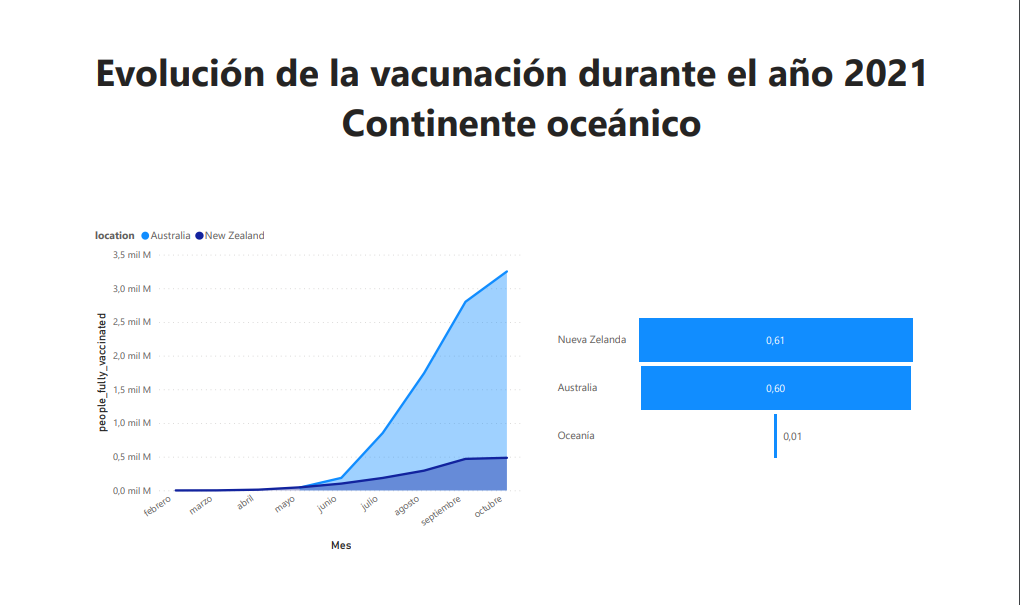 Evolución de la vacunación durante el año 2021
Continente oceánico
location Australia New Zealand
3,5 mil M
3,0 mil M
2,5 mil M
2,0 mil M
1,5 mil M
1,0 mil M
0,5 mil M
0,0 mil M
people_fully_vaccinated
febrero
marzo
abril
mayo
junio
julio
agosto
septiembre
octubre
Mes
Nueva Zelanda 0,61
Australia 0,60
Oceanía 0,01